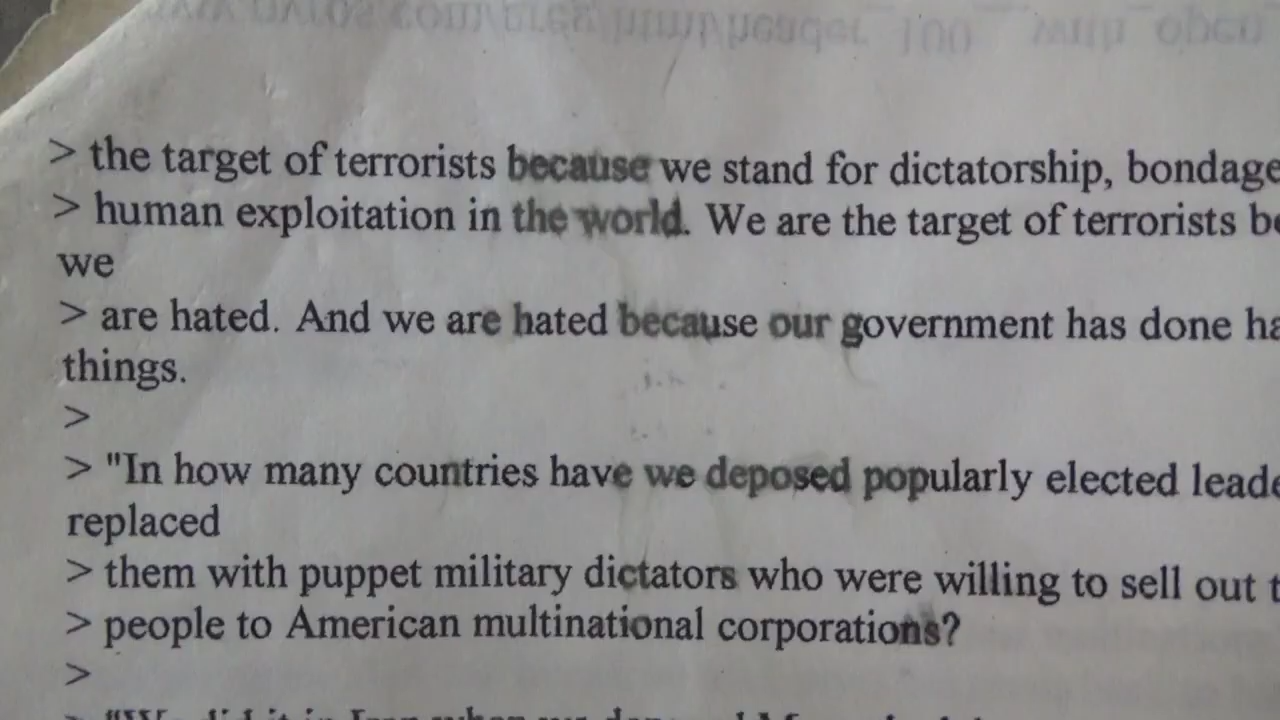 > the target of terrorists because we stand for dictatorship, bondage
> human exploitation in the world. We are the target of terrorists
we
> are hated. And we are hated because our government has done
things.
>
> "In how many countries have we deposed popularly elected
replaced
> them with puppet military dictators who were willing to sell out
> people to American multinational corporations?
>